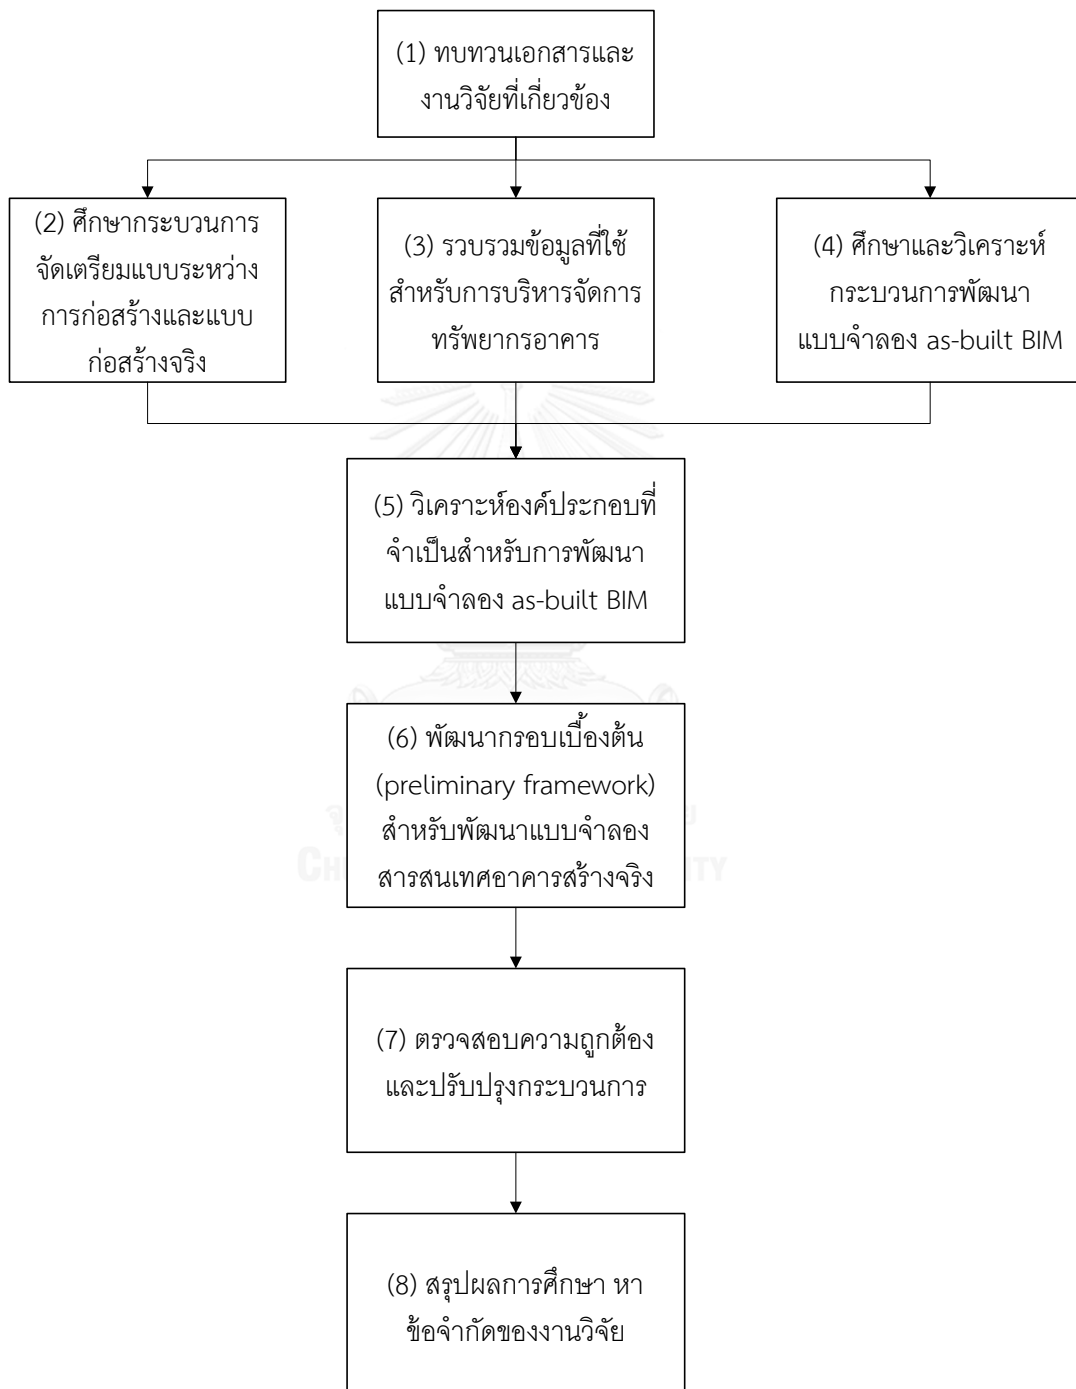 (1) ทบทวนเอกสารและ
งานวิจัยที่เกี่ยวข้อง
(2) ศึกษากระบวนการ
จัดเตรียมแบบระหว่าง
การก่อสร้างและแบบ
ก่อสร้างจริง
(3) รวบรวมข้อมูลที่ใช้
สำหรับการบริหารจัดการ
ทรัพยากรอาคาร
(4) ศึกษาและวิเคราะห์
กระบวนการพัฒนา
แบบจำลอง as-built BIM
(5) วิเคราะห์องค์ประกอบที่
จำเป็นสำหรับการพัฒนา
แบบจำลอง as-built BIM
(6) พัฒนากรอบเบื้องต้น
(preliminary framework)
สำหรับพัฒนาแบบจำลอง
สารสนเทศอาคารสร้างจริง
(7) ตรวจสอบความถูกต้อง
และปรับปรุงกระบวนการ
(8) สรุปผลการศึกษา หา
ข้อจำกัดของงานวิจัย